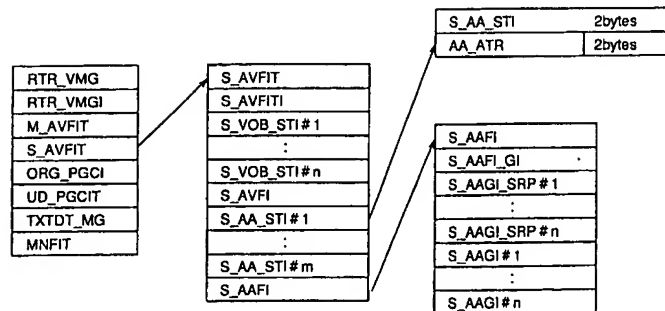 RTR_VMG
RTR_VMGI
M_AVFIT
S_AVFIT
ORG_PGCI
UD_PGCIT
TXTDT_MG
MNFIT
S_AVFIT
S_AVFITI
S_VOB_STI#1
:
S_VOB_STI#n
S_AVFI
S_AA_STI#1
:
S_AA_STI#m
S_AAFI
S_AA_STI 2bytes
AA_ATR 2bytes
S_AAFI
S_AAFI_GI
S_AAGI_SRP#1
:
S_AAGI_SRP#n
S_AAGI#1
:
S_AAGI#n